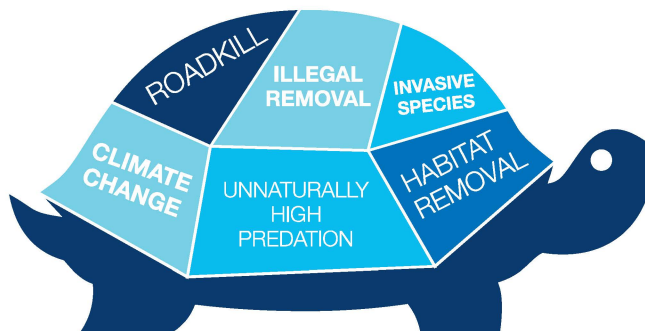 ROADKILL
ILLEGAL
REMOVAL
INVASIVE
SPECIES
CLIMATE
CHANGE
UNNATURALLY
HIGH
PREDATION
HABITAT
REMOVAL